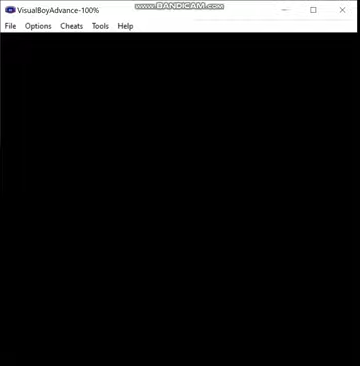 www.BANDICAM.com
VisualBoyAdvance-100%
File Options Cheats Tools Help